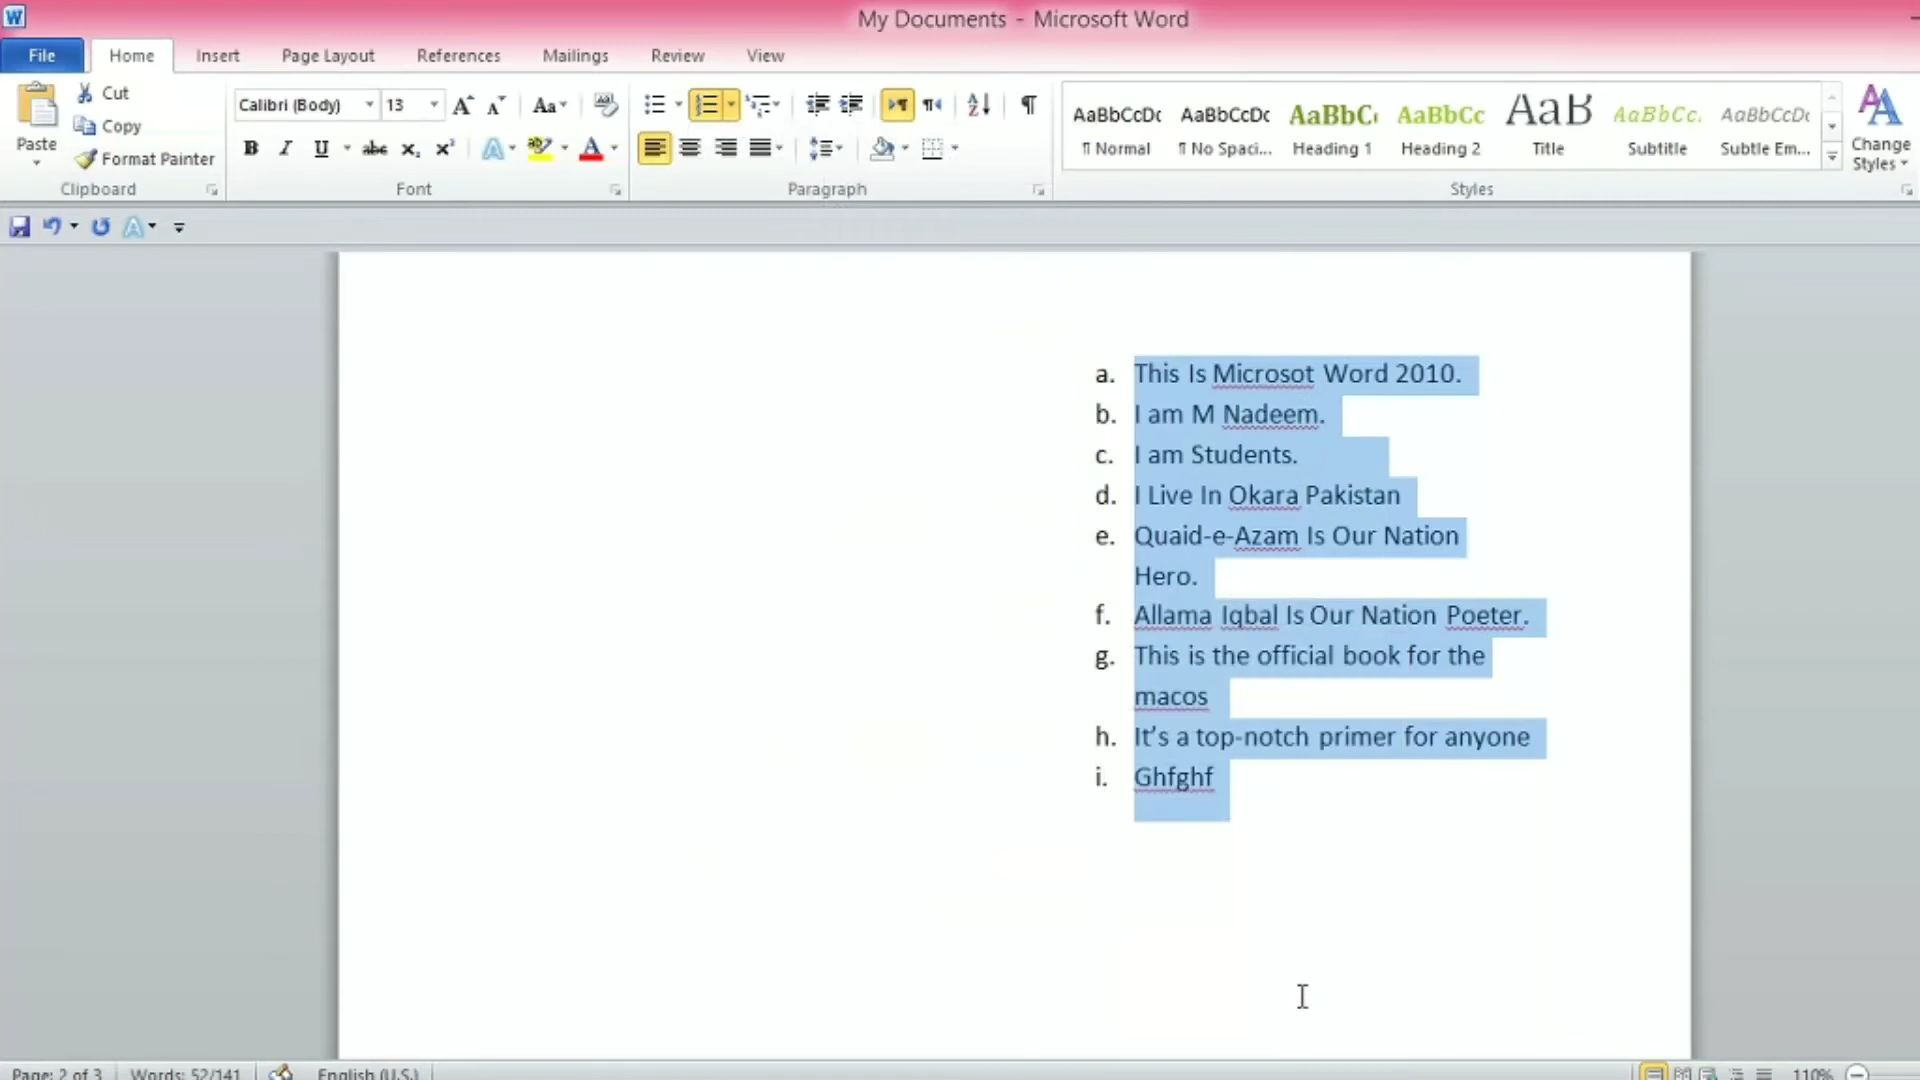 My Documents - Microsoft Word
File Home Insert Page Layout References Mailings Review View
Paste
Cut
Copy
Format Painter
Clipboard
Calibri (Body) 13
Font
Paragraph
AaBbCcDc AaBbCcDc AaBbC AaBbCc AaB AaBbCc. AaBbCcDc
¶ Normal ¶ No Spaci... Heading 1 Heading 2 Title Subtitle Subtle Em...
Change Styles
Styles
a. This Is Microsot Word 2010.
b. I am M Nadeem.
c. I am Students.
d. I Live In Okara Pakistan
e. Quaid-e-Azam Is Our Nation
Hero.
f. Allama Iqbal Is Our Nation Poeter.
g. This is the official book for the
macos
h. It’s a top-notch primer for anyone
i. Ghfghf
Page: 2 of 3 Words: 52/141 English (U.S.) 110%